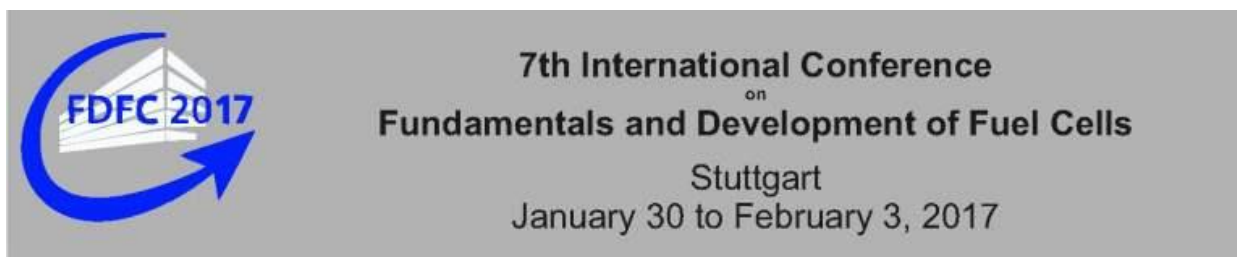 FDFC 2017
7th International Conference
on
Fundamentals and Development of Fuel Cells
Stuttgart
January 30 to February 3, 2017